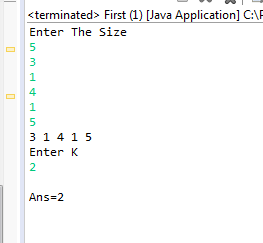 <terminated> First (1) [Java Application] C:\
Enter The Size
5
3
1
4
1
5
3 1 4 1 5
Enter K
2
Ans=2